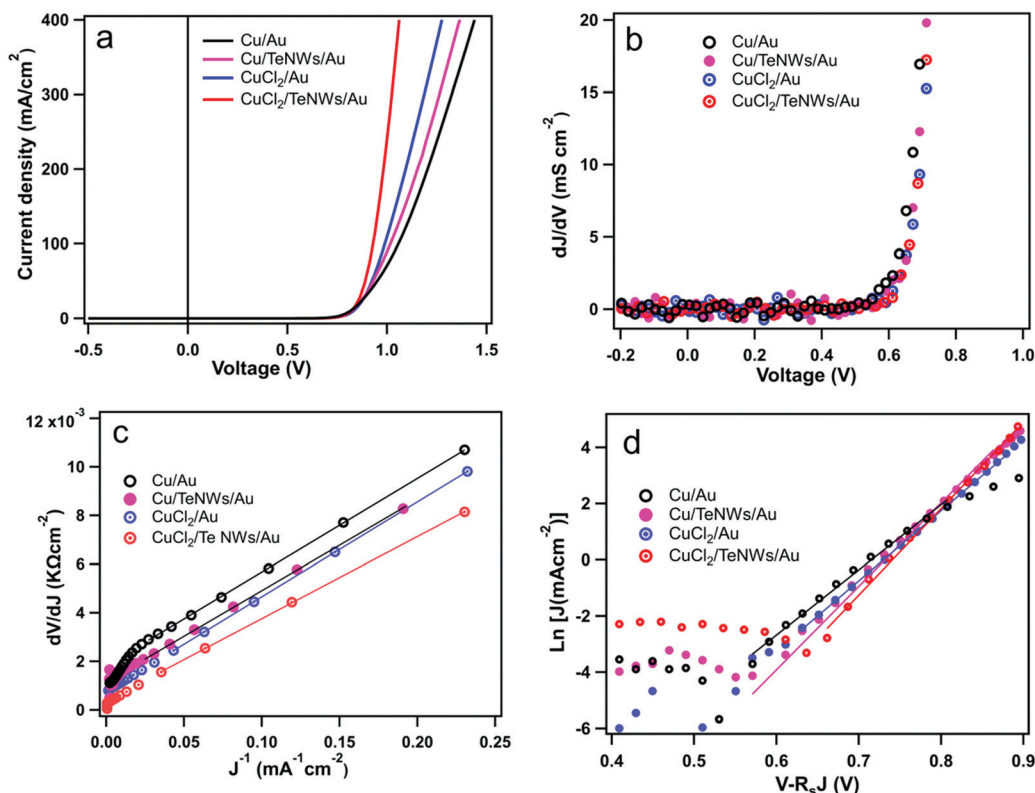 a
400
300
200
100
0
Current density (mA/cm²)
Cu/Au
Cu/TeNWs/Au
CuCl₂/Au
CuCl₂/TeNWs/Au
-0.5 0.0 0.5 1.0 1.5
Voltage (V)
b
20
15
10
5
0
dJ/dV (mS cm⁻²)
Cu/Au
Cu/TeNWs/Au
CuCl₂/Au
CuCl₂/TeNWs/Au
-0.2 0.0 0.2 0.4 0.6 0.8 1.0
Voltage (V)
c
12 x10⁻³
10
8
6
4
2
0
dV/dJ (KΩcm⁻²)
Cu/Au
Cu/TeNWs/Au
CuCl₂/Au
CuCl₂/Te NWs/Au
0.00 0.05 0.10 0.15 0.20 0.25
J⁻¹ (mA⁻¹cm⁻²)
d
4
2
0
-2
-4
-6
Ln [J(mAcm⁻²)]
Cu/Au
Cu/TeNWs/Au
CuCl₂/Au
CuCl₂/TeNWs/Au
0.4 0.5 0.6 0.7 0.8 0.9
V-RₛJ (V)